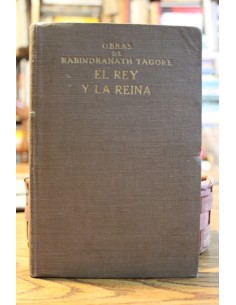 OBRAS
DE
RABINDRANATH TAGORE
EL REY
Y LA REINA